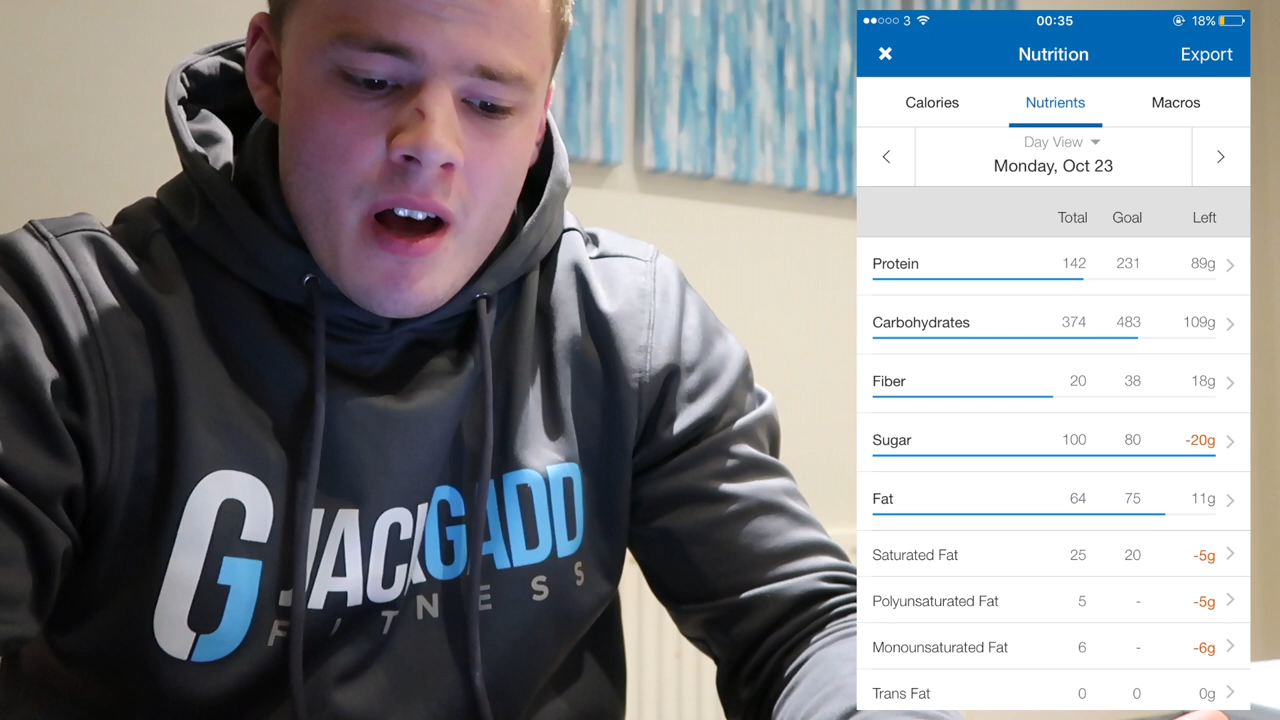 G JACK GADD
FITNESS
3 00:35 18%
× Nutrition Export
Calories Nutrients Macros
Day View
Monday, Oct 23
Total Goal Left
Protein 142 231 89g
Carbohydrates 374 483 109g
Fiber 20 38 18g
Sugar 100 80 -20g
Fat 64 75 11g
Saturated Fat 25 20 -5g
Polyunsaturated Fat 5 - -5g
Monounsaturated Fat 6 - -6g
Trans Fat 0 0 0g